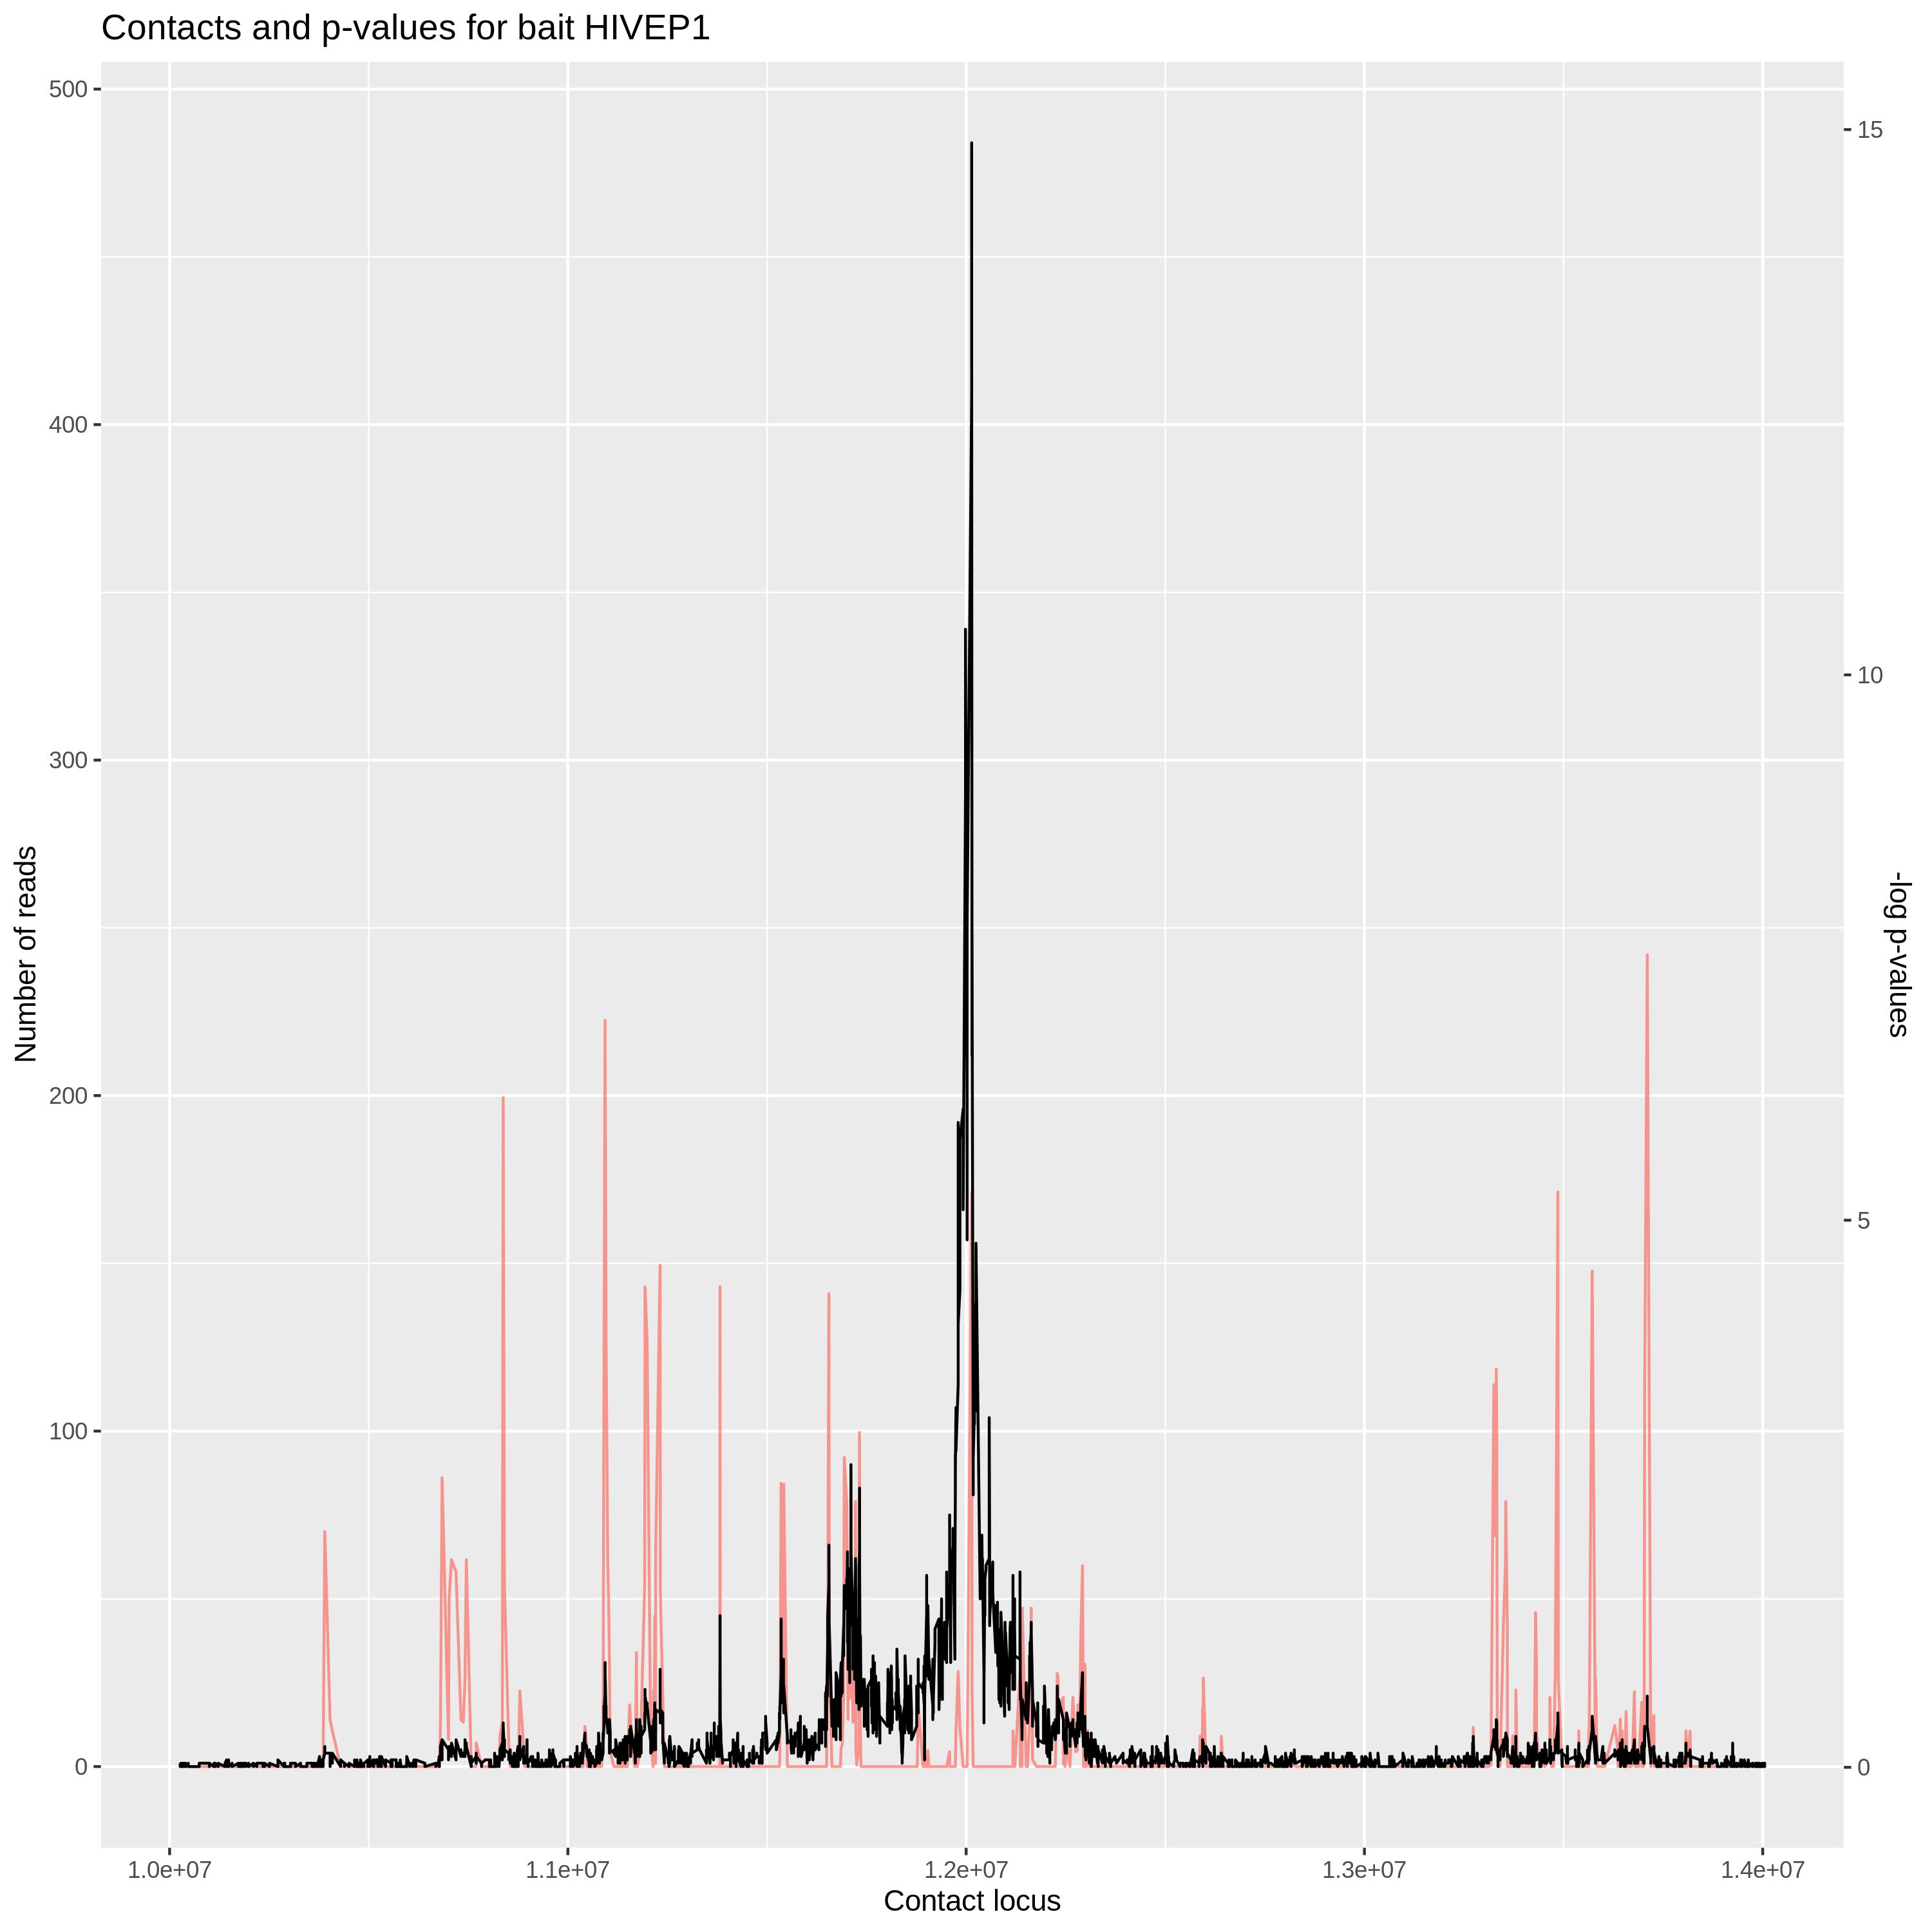 Contacts and p-values for bait HIVEP1
500
400
300
200
100
0
Number of reads
15
10
5
0
-log p-values
1.0e+07
1.1e+07
1.2e+07
1.3e+07
1.4e+07
Contact locus